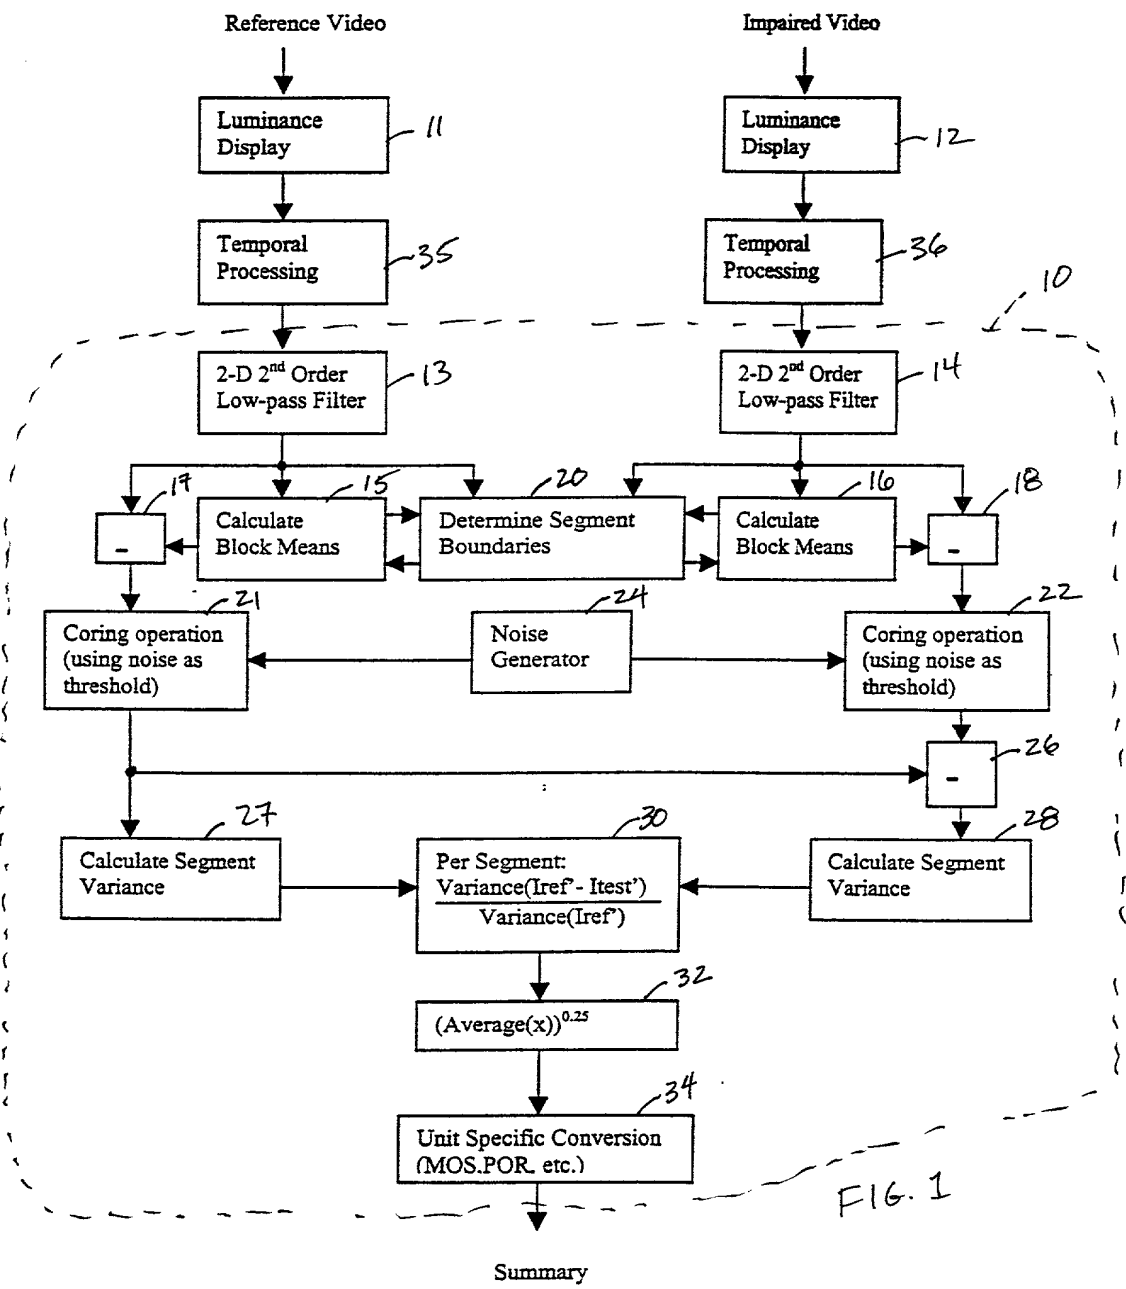 Reference Video
Impaired Video
Luminance
Display
11
Luminance
Display
12
Temporal
Processing
35
Temporal
Processing
36
10
2-D 2nd Order
Low-pass Filter
13
2-D 2nd Order
Low-pass Filter
14
17
15
20
16
18
-
Calculate
Block Means
Determine Segment
Boundaries
Calculate
Block Means
-
21
24
22
Coring operation
(using noise as
threshold)
Noise
Generator
Coring operation
(using noise as
threshold)
26
-
27
30
28
Calculate Segment
Variance
Per Segment:
Variance(Iref'- Itest')
Variance(Iref')
Calculate Segment
Variance
32
(Average(x))0.25
34
Unit Specific Conversion
(MOS,PQR, etc.)
FIG. 1
Summary